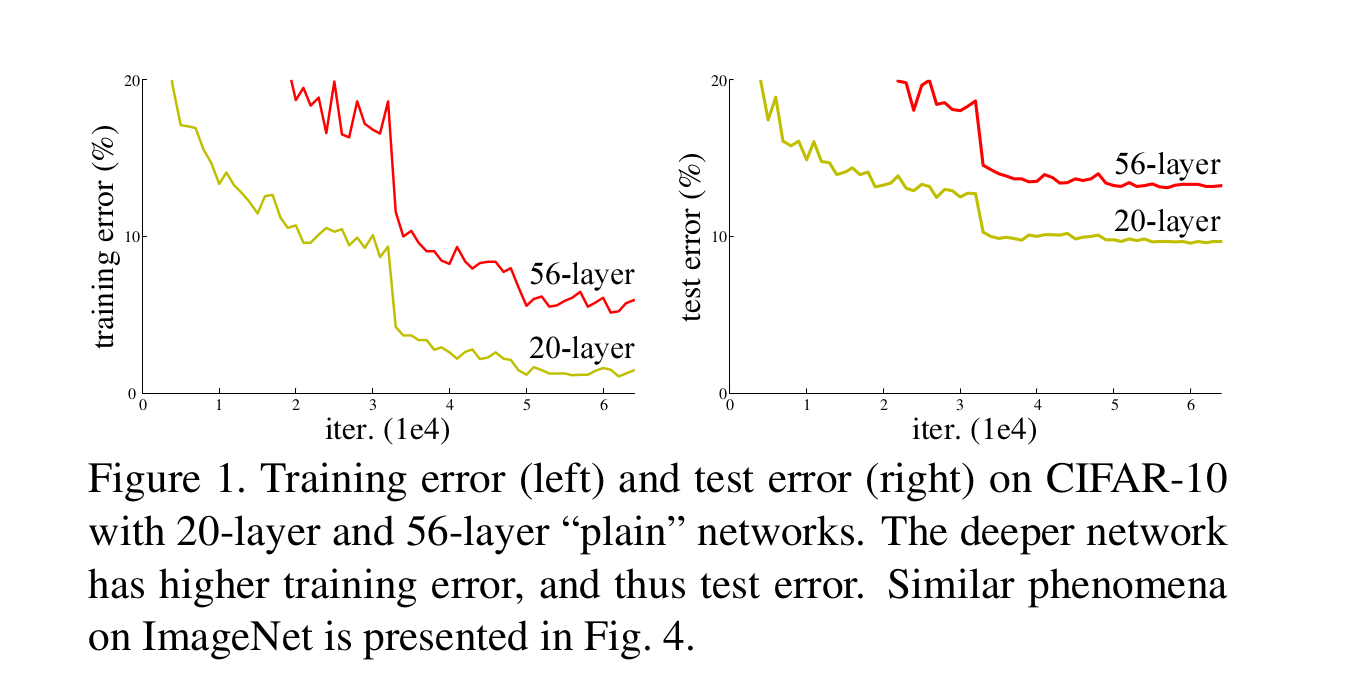 20
10
0
training error (%)
56-layer
20-layer
0 1 2 3 4 5 6
iter. (1e4)
20
10
0
test error (%)
56-layer
20-layer
0 1 2 3 4 5 6
iter. (1e4)
Figure 1. Training error (left) and test error (right) on CIFAR-10
with 20-layer and 56-layer “plain” networks. The deeper network
has higher training error, and thus test error. Similar phenomena
on ImageNet is presented in Fig. 4.